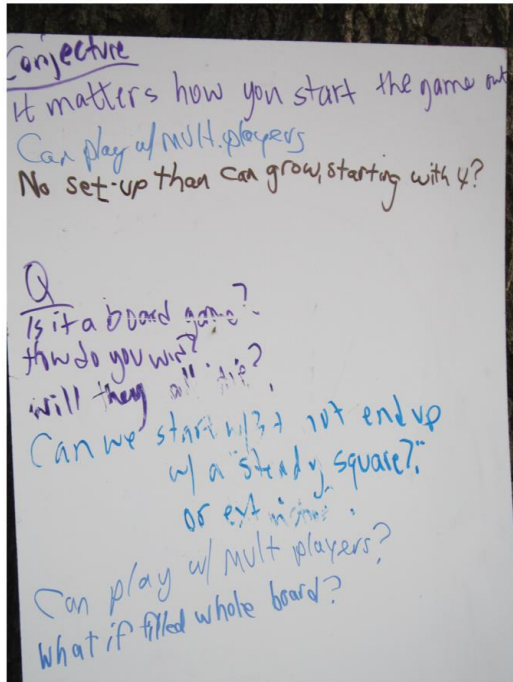 Conjecture
It matters how you start the game out
Can play w/ mult. players
No set-up than can grow, starting with 4?
Q
Is it a board game?
How do you win?
will they all
Can we start w/ 3 + not end up
w/ a "steady square?"
or
Can play w/ mult players?
What if filled whole board?